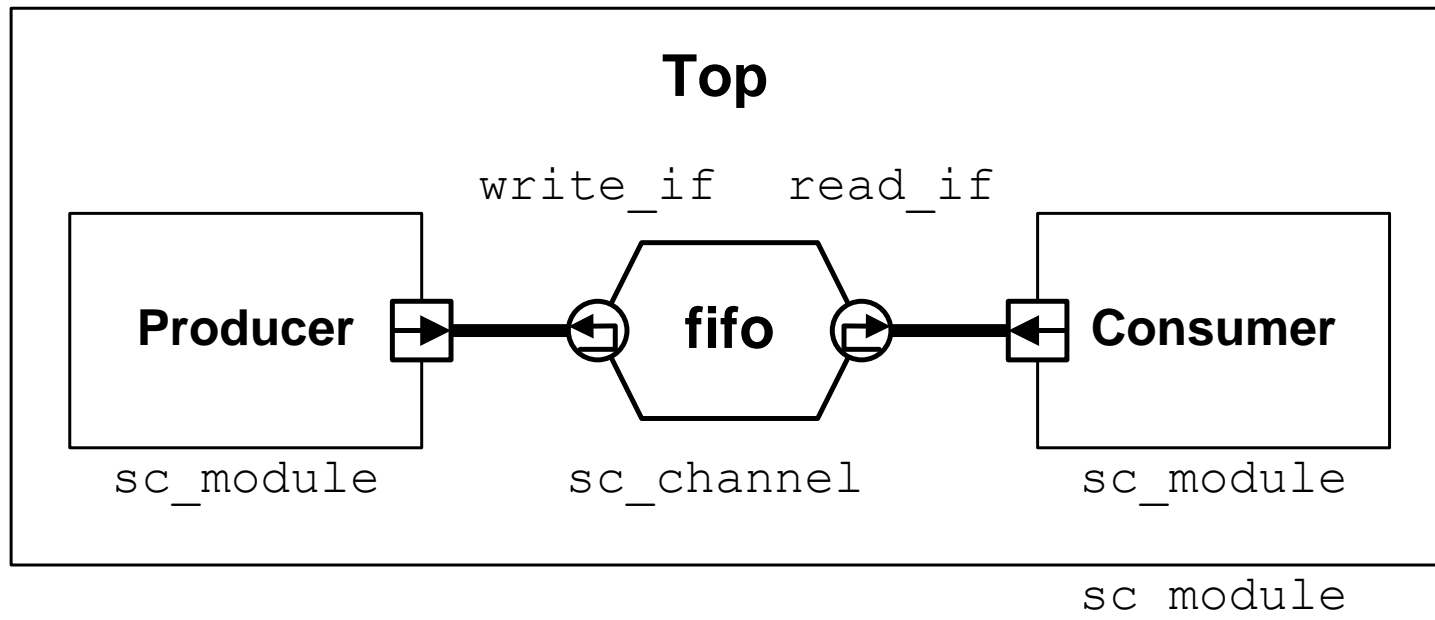 Top
write_if read_if
Producer fifo Consumer
sc_module sc_channel sc_module
sc module